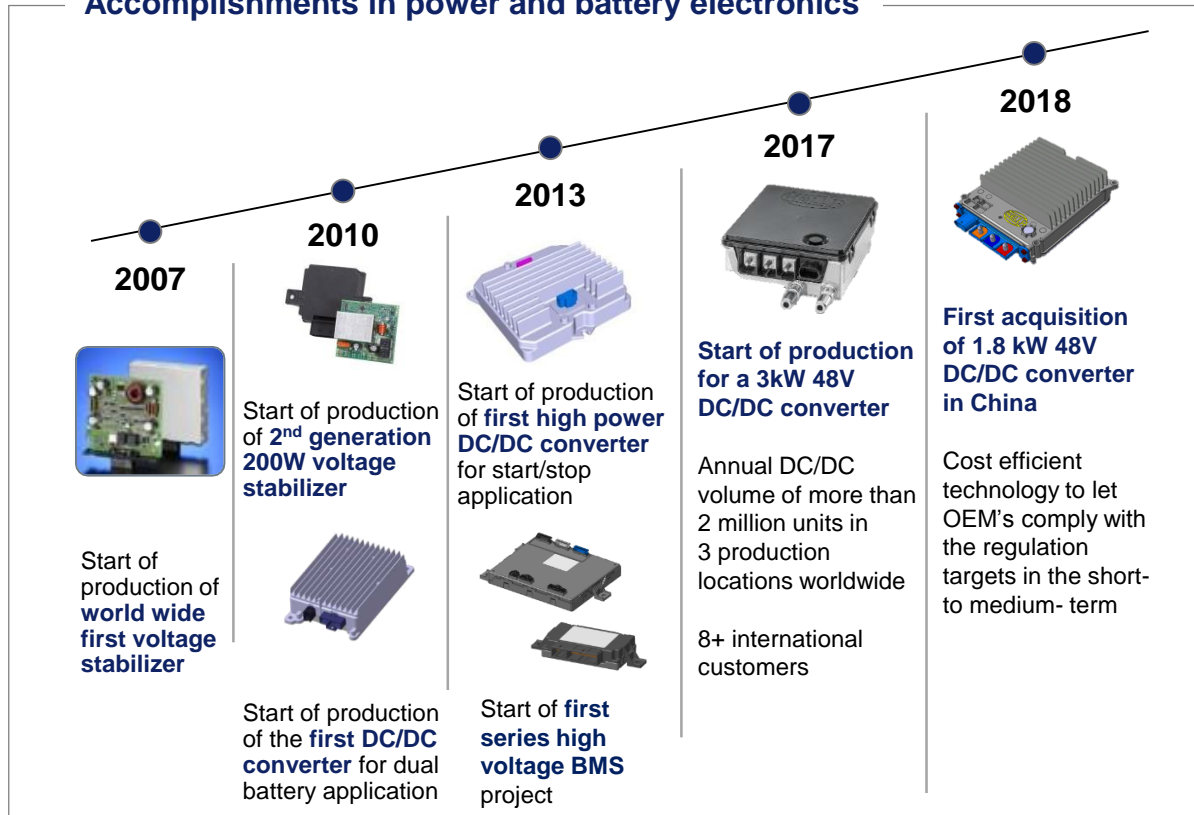 Accomplishments in power and battery electronics
2007
Start of
production of
world wide
first voltage
stabilizer
2010
Start of production
of 2nd generation
200W voltage
stabilizer
Start of production
of the first DC/DC
converter for dual
battery application
2013
Start of production
of first high power
DC/DC converter
for start/stop
application
Start of first
series high
voltage BMS
project
2017
Start of production
for a 3kW 48V
DC/DC converter
Annual DC/DC
volume of more than
2 million units in
3 production
locations worldwide
8+ international
customers
2018
First acquisition
of 1.8 kW 48V
DC/DC converter
in China
Cost efficient
technology to let
OEM's comply with
the regulation
targets in the short-
to medium- term